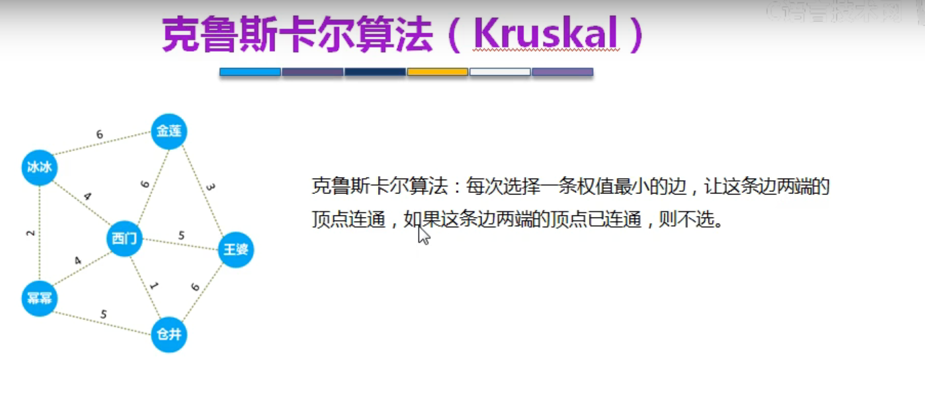 克鲁斯卡尔算法（Kruskal）
金莲
6
冰冰
4
6
3
克鲁斯卡尔算法：每次选择一条权值最小的边，让这条边两端的
顶点连通，如果这条边两端的顶点已连通，则不选。
2
西门
5
王婆
4
1
6
幂幂
5
仓井